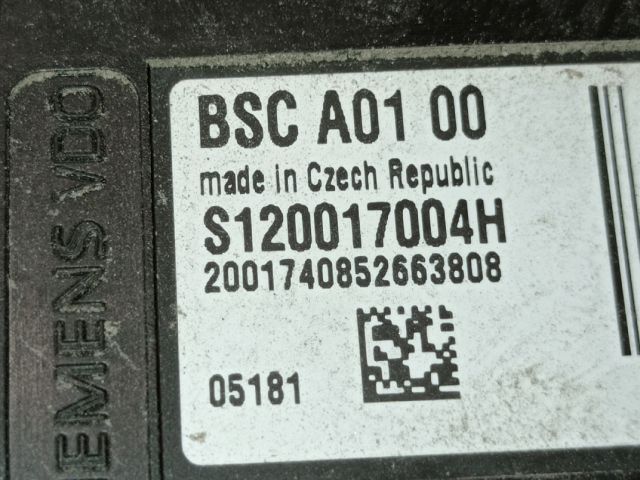 SIEMENS VDO
BSC A01 00
made in Czech Republic
S120017004H
2001740852663808
05181